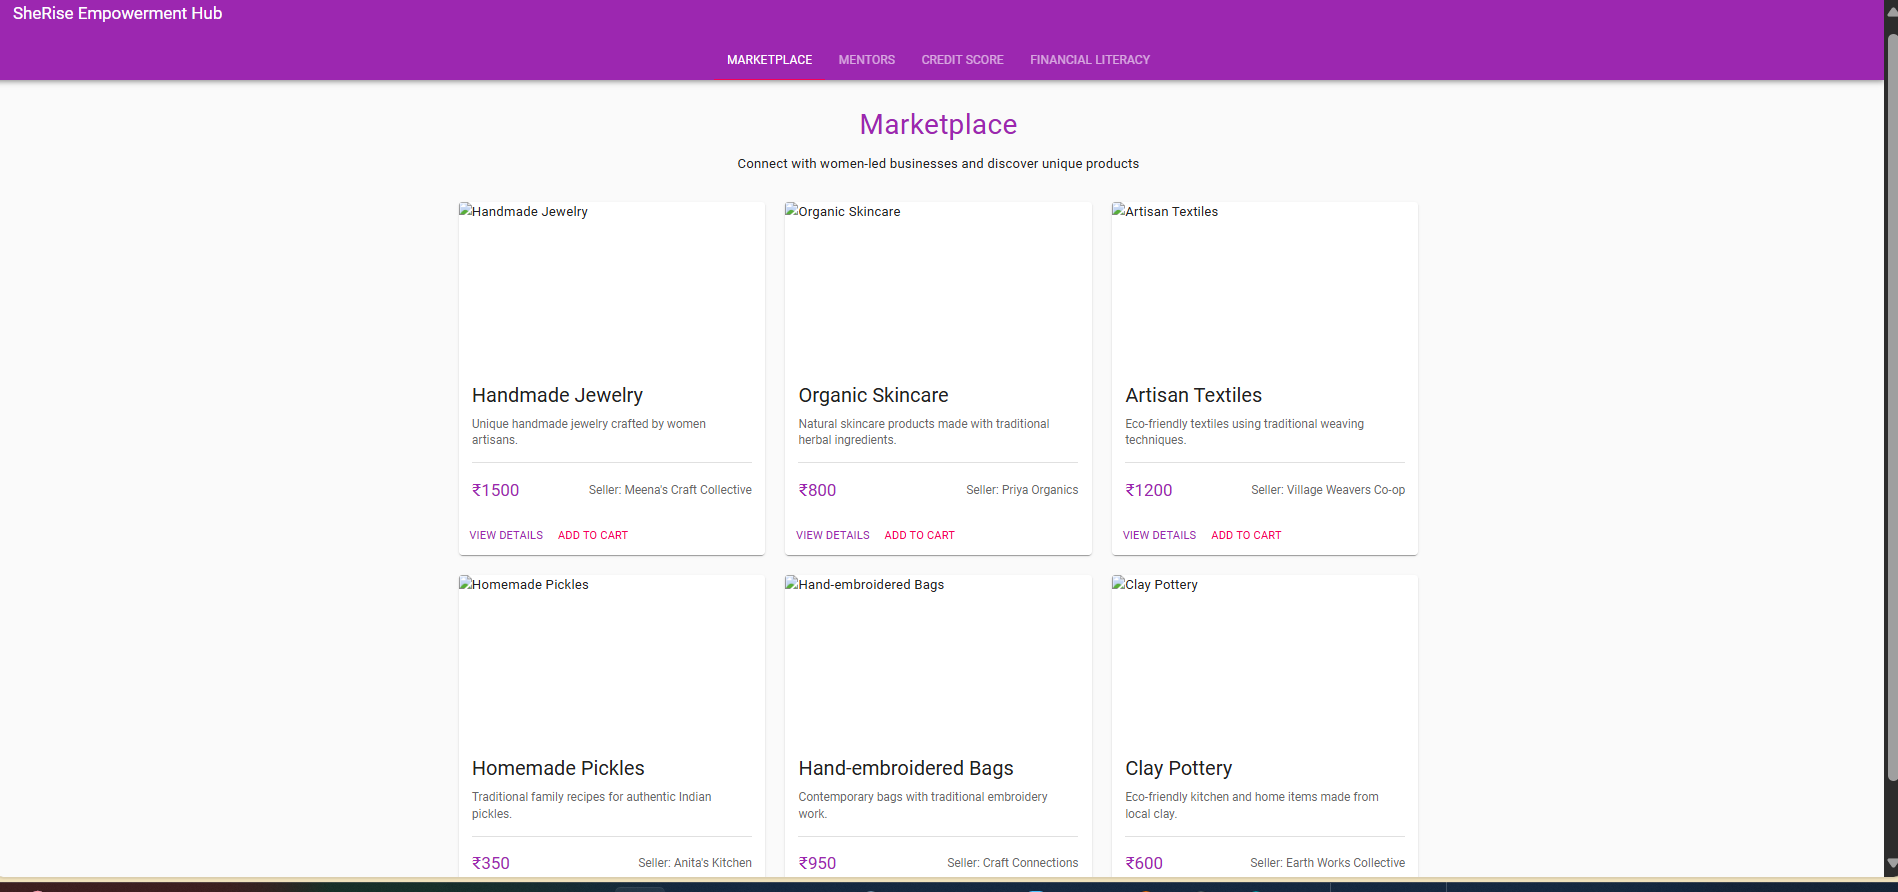 SheRise Empowerment Hub
MARKETPLACE MENTORS CREDIT SCORE FINANCIAL LITERACY
Marketplace
Connect with women-led businesses and discover unique products
Handmade Jewelry
Handmade Jewelry
Unique handmade jewelry crafted by women
artisans.
₹1500 Seller: Meena's Craft Collective
VIEW DETAILS ADD TO CART
Organic Skincare
Organic Skincare
Natural skincare products made with traditional
herbal ingredients.
₹800 Seller: Priya Organics
VIEW DETAILS ADD TO CART
Artisan Textiles
Artisan Textiles
Eco-friendly textiles using traditional weaving
techniques.
₹1200 Seller: Village Weavers Co-op
VIEW DETAILS ADD TO CART
Homemade Pickles
Homemade Pickles
Traditional family recipes for authentic Indian
pickles.
₹350 Seller: Anita's Kitchen
Hand-embroidered Bags
Hand-embroidered Bags
Contemporary bags with traditional embroidery
work.
₹950 Seller: Craft Connections
Clay Pottery
Clay Pottery
Eco-friendly kitchen and home items made from
local clay.
₹600 Seller: Earth Works Collective